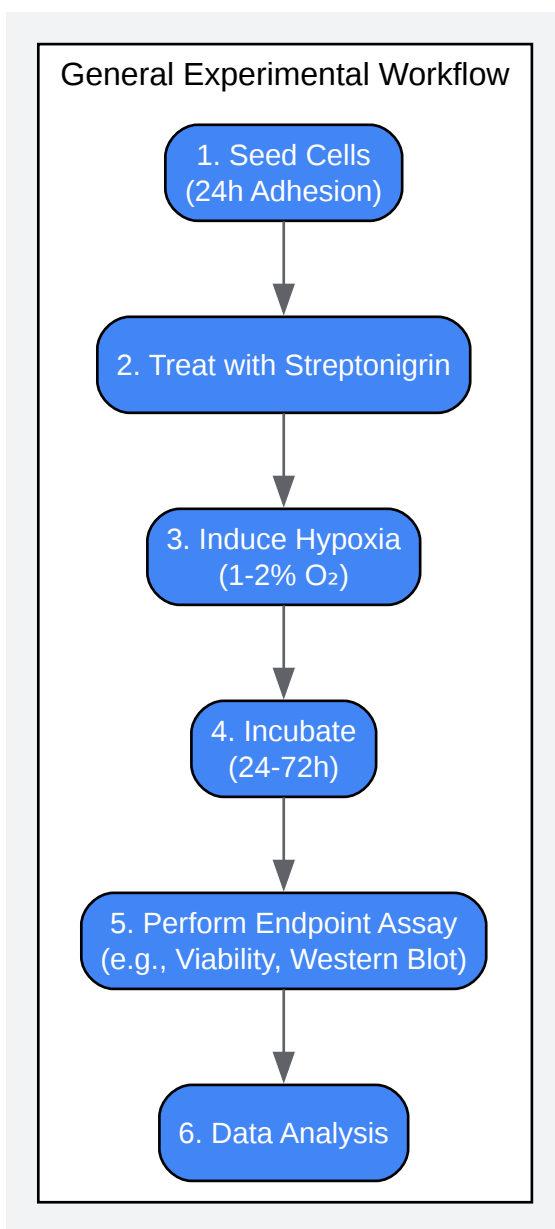 General Experimental Workflow
1. Seed Cells
(24h Adhesion)
2. Treat with Streptonigrin
3. Induce Hypoxia
(1-2% O₂)
4. Incubate
(24-72h)
5. Perform Endpoint Assay
(e.g., Viability, Western Blot)
6. Data Analysis